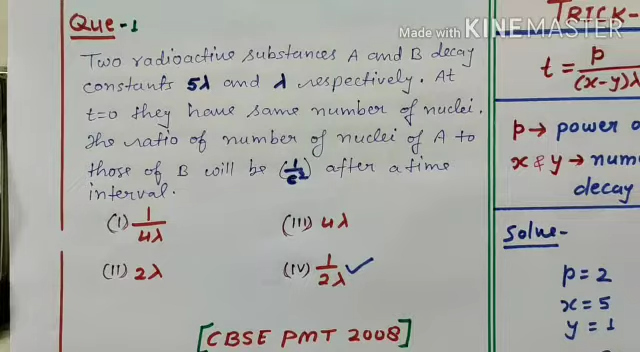 Made with KINEMASTER
Que-1
Two radioactive substances A and B decay
constants 5λ and λ respectively. At
t=0 they have same number of nuclei.
The ratio of number of nuclei of A to
those of B will be (1/e²) after a time
interval.
(I) 1/4λ
(III) 4λ
(II) 2λ
(IV) 1/2λ ✓
[CBSE PMT 2008]
TRICK-
t = p/(x-y)λ
p → power o
x & y → num
decay
Solve-
p=2
x=5
y=1